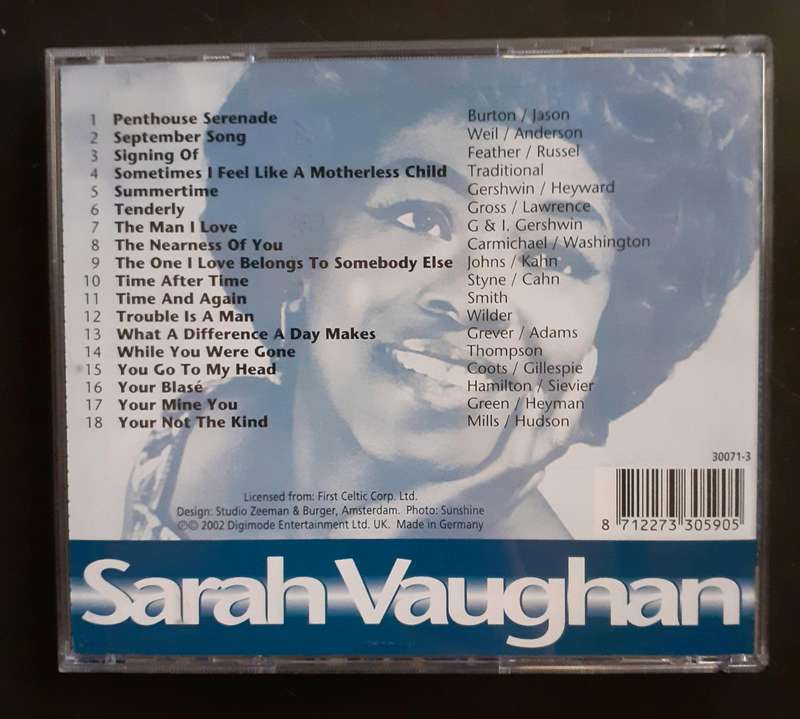 1 Penthouse Serenade Burton / Jason
2 September Song Weil / Anderson
3 Signing Of Feather / Russel
4 Sometimes I Feel Like A Motherless Child Traditional
5 Summertime Gershwin / Heyward
6 Tenderly Gross / Lawrence
7 The Man I Love G & I. Gershwin
8 The Nearness Of You Carmichael / Washington
9 The One I Love Belongs To Somebody Else Johns / Kahn
10 Time After Time Styne / Cahn
11 Time And Again Smith
12 Trouble Is A Man Wilder
13 What A Difference A Day Makes Grever / Adams
14 While You Were Gone Thompson
15 You Go To My Head Coots / Gillespie
16 Your Blasé Hamilton / Sievier
17 Your Mine You Green / Heyman
18 Your Not The Kind Mills / Hudson
30071-3
Licensed from: First Celtic Corp. Ltd.
Design: Studio Zeeman & Burger, Amsterdam. Photo: Sunshine
℗© 2002 Digimode Entertainment Ltd. UK. Made in Germany
8 712273 305905
Sarah Vaughan